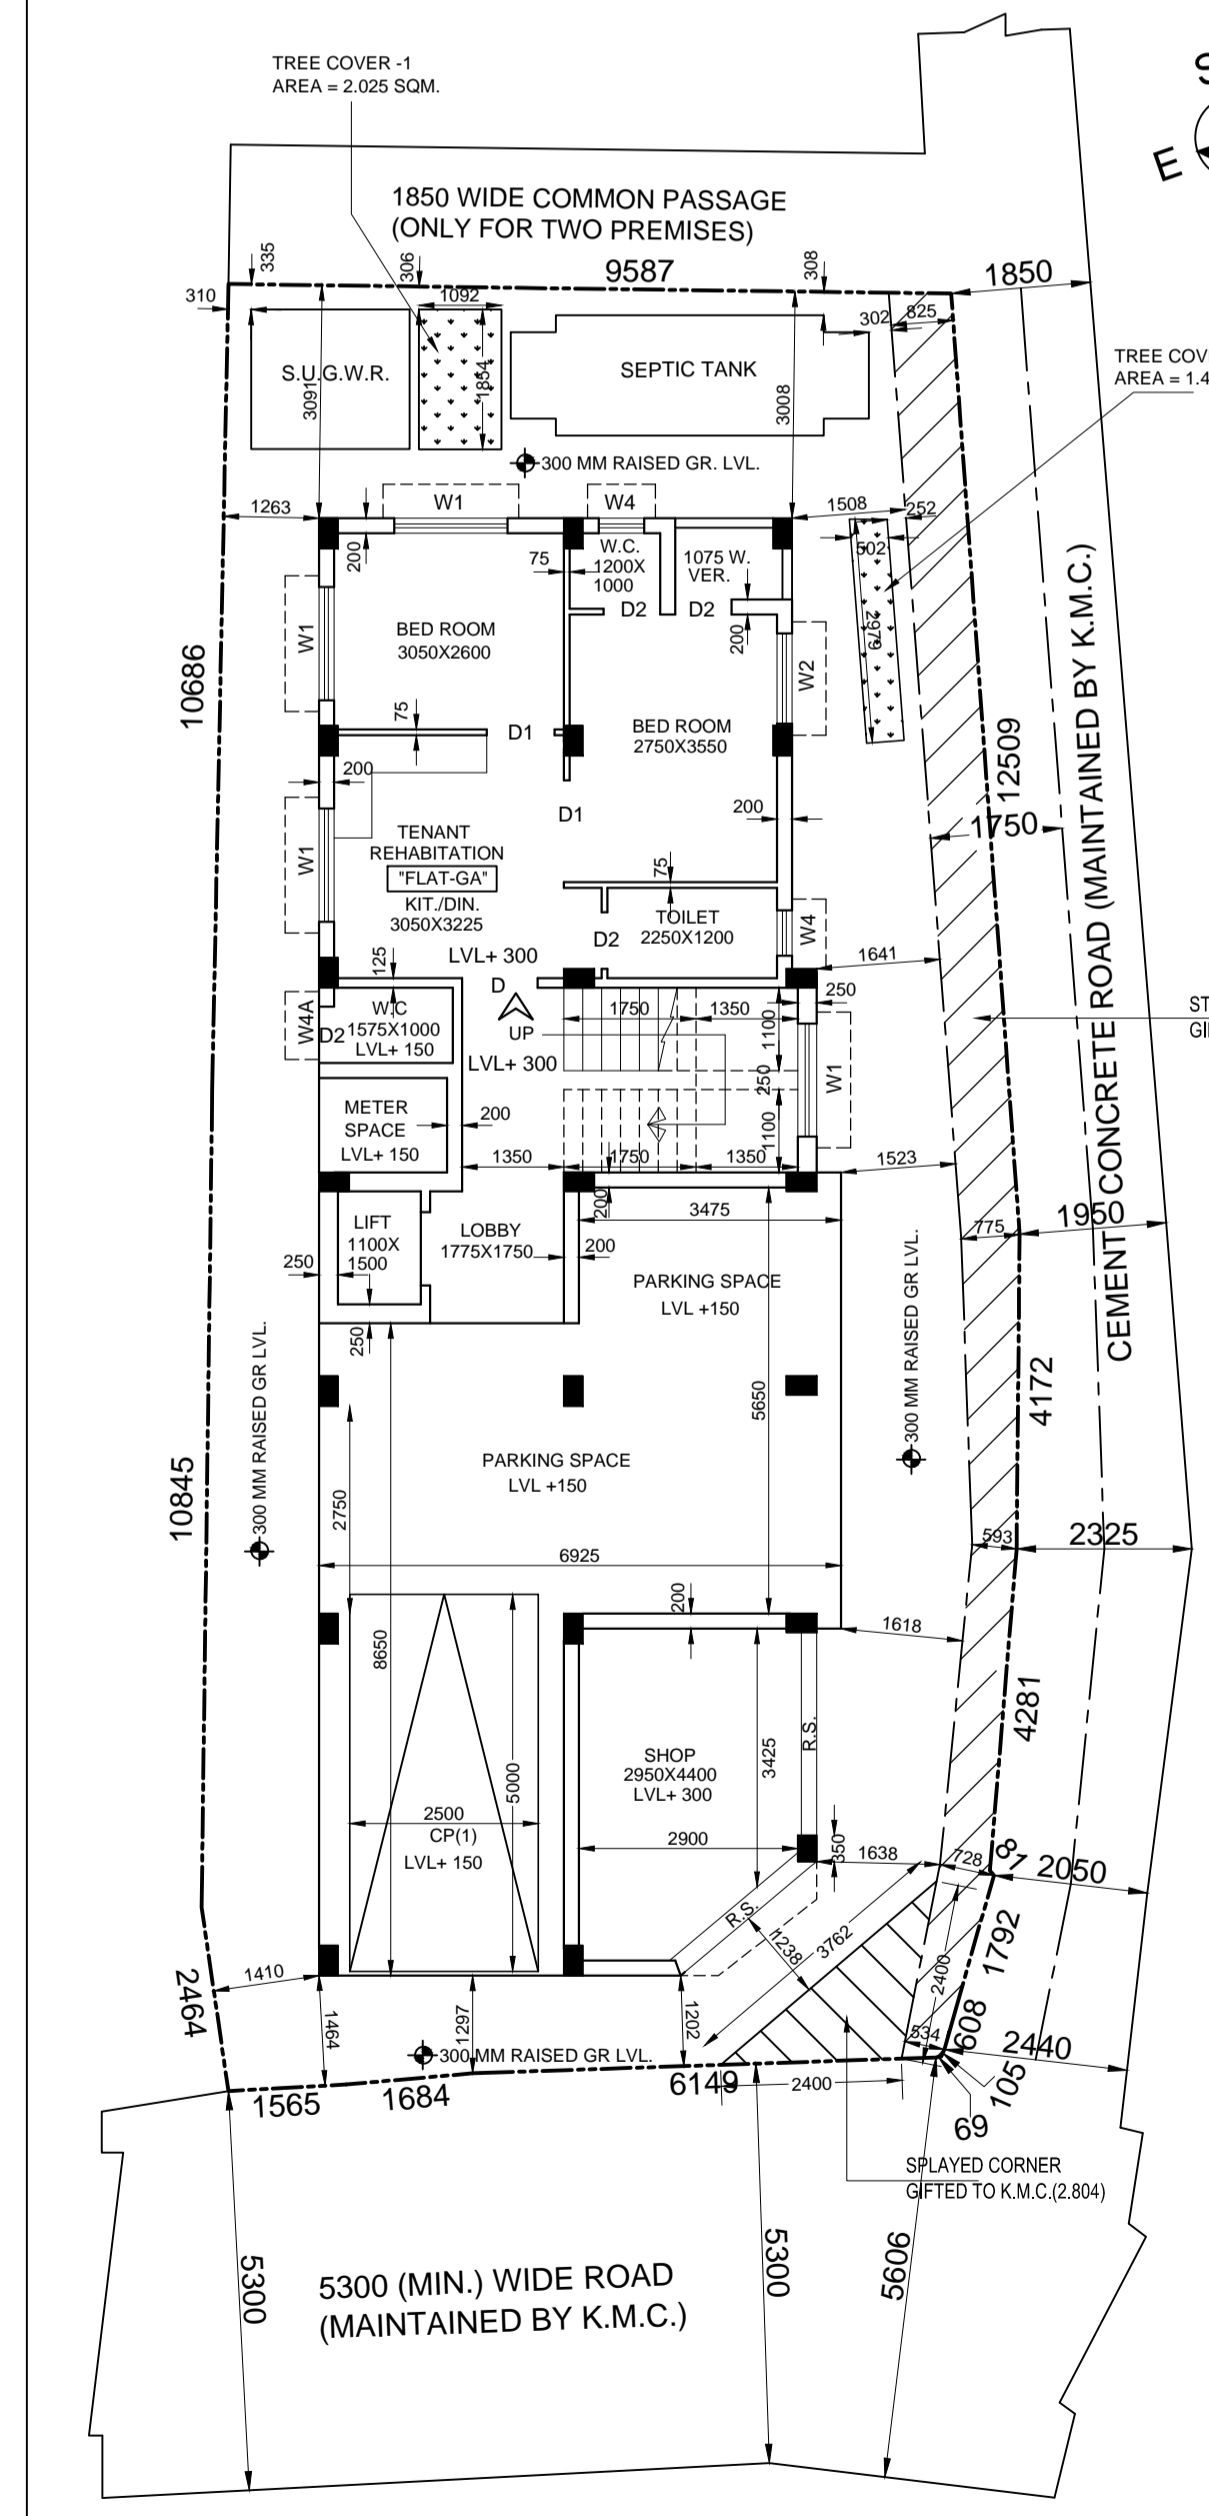 TREE COVER -1
AREA = 2.025 SQM.
S
E
1850 WIDE COMMON PASSAGE
(ONLY FOR TWO PREMISES)
335
306
9587
308
1850
310
1092
302
825
S.U.G.W.R.
3091
1854
SEPTIC TANK
3008
TREE COV
AREA = 1.4
300 MM RAISED GR. LVL.
1263
W1
W4
1508
252
200
75
W.C.
1200X
1000
1075 W.
VER.
502
D2
D2
2979
W1
BED ROOM
3050X2600
200
W2
10686
75
D1
BED ROOM
2750X3550
12509
200
D1
200
1750
W1
TENANT
REHABITATION
"FLAT-GA"
KIT./DIN.
3050X3225
75
TOILET
2250X1200
D2
W4
CEMENT CONCRETE ROAD (MAINTAINED BY K.M.C.)
LVL+ 300
125
D
1641
250
W4A
D2
W.C
1575X1000
LVL+ 150
UP
LVL+ 300
1750
1350
1100
250
1100
W1
ST
GI
METER
SPACE
LVL+ 150
200
1350
1750
1350
1523
200
3475
LIFT
1100X
1500
LOBBY
1775X1750
200
250
250
775
1950
PARKING SPACE
LVL +150
300 MM RAISED GR LVL.
300 MM RAISED GR LVL.
5650
4172
10845
2750
PARKING SPACE
LVL +150
593
2325
6925
200
1618
8650
4281
SHOP
2950X4400
LVL+ 300
3425
R.S.
5000
2500
CP(1)
LVL+ 150
2900
350
1638
728
81
2050
R.S.
1238
3762
2400
1792
2464
1410
1464
1297
1202
534
608
2440
300 MM RAISED GR LVL.
1565
1684
6149
2400
105
69
SPLAYED CORNER
GIFTED TO K.M.C.(2.804)
5300
5300
5606
5300 (MIN.) WIDE ROAD
(MAINTAINED BY K.M.C.)